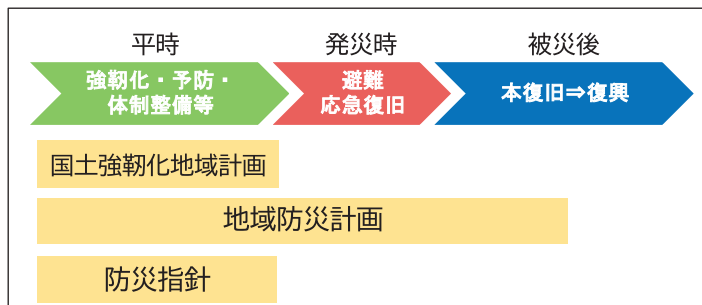 平時
発災時
被災後
強靭化・予防・
体制整備等
避難
応急復旧
本復旧⇒復興
国土強靭化地域計画
地域防災計画
防災指針